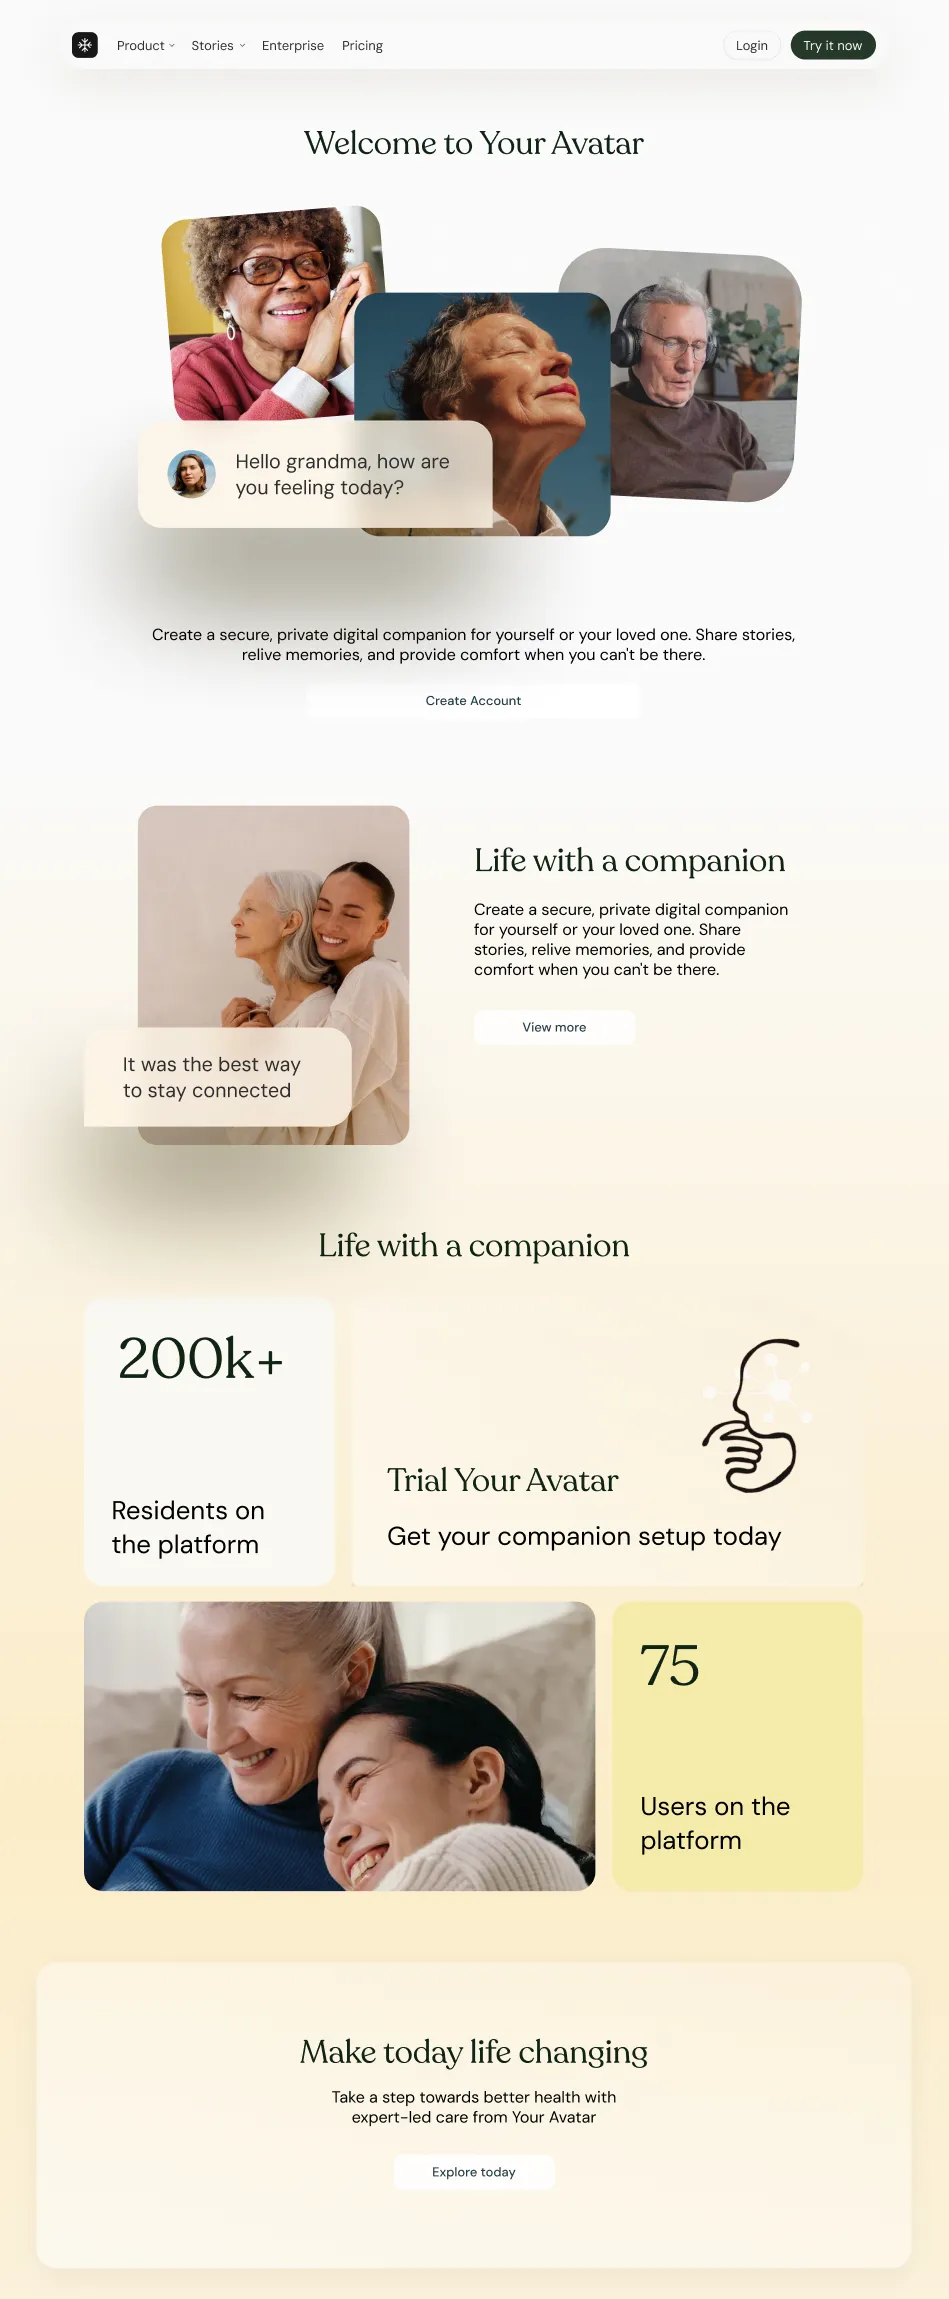 Product
Stories
Enterprise
Pricing
Login
Try it now
Welcome to Your Avatar
Hello grandma, how are
you feeling today?
Create a secure, private digital companion for yourself or your loved one. Share stories,
relive memories, and provide comfort when you can't be there.
Create Account
Life with a companion
Create a secure, private digital companion
for yourself or your loved one. Share
stories, relive memories, and provide
comfort when you can't be there.
View more
It was the best way
to stay connected
Life with a companion
200k+
Residents on
the platform
Trial Your Avatar
Get your companion setup today
75
Users on the
platform
Make today life changing
Take a step towards better health with
expert-led care from Your Avatar
Explore today